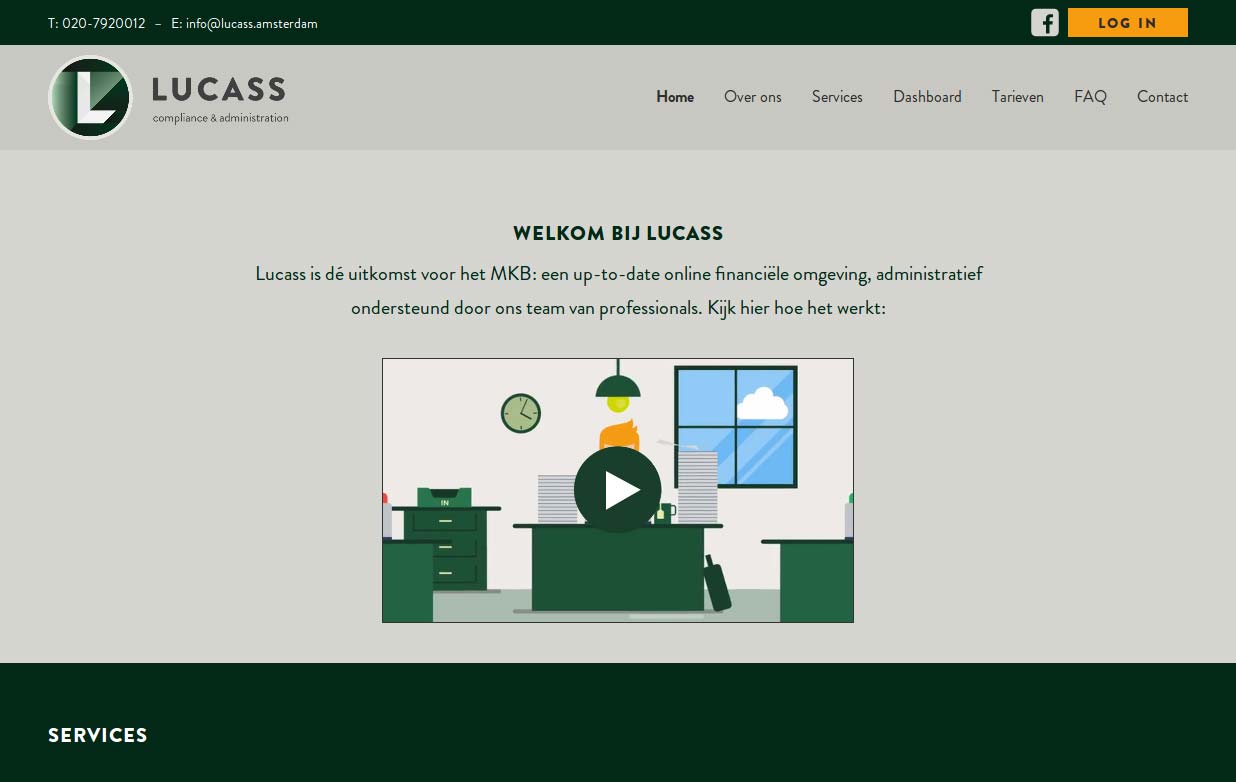 T: 020-7920012 – E: info@lucass.amsterdam
LOG IN
LUCASS
compliance & administration
Home Over ons Services Dashboard Tarieven FAQ Contact
WELKOM BIJ LUCASS
Lucass is dé uitkomst voor het MKB: een up-to-date online financiële omgeving, administratief
ondersteund door ons team van professionals. Kijk hier hoe het werkt:
IN
SERVICES